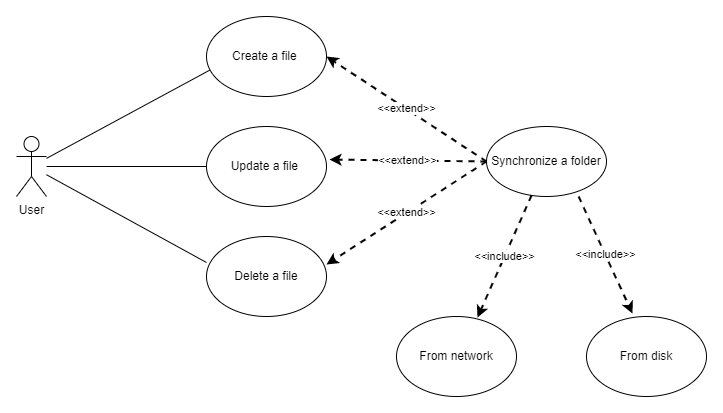 Create a file
<<extend>>
Update a file
<<extend>>
Synchronize a folder
User
<<extend>>
Delete a file
<<include>>
<<include>>
From network
From disk